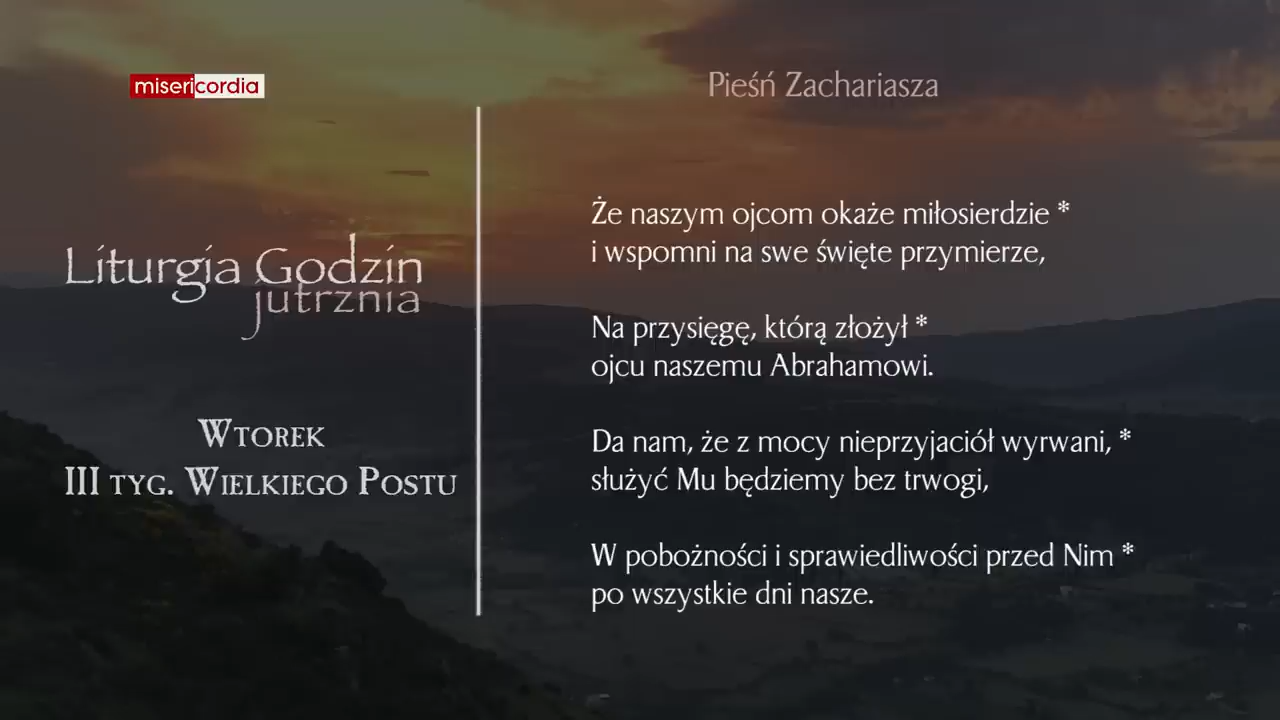 misericordia
Liturgia Godzin
jutrznia
Wtorek
III tyg. Wielkiego Postu
Pieśń Zachariasza
Że naszym ojcom okaże miłosierdzie *
i wspomni na swe święte przymierze,
Na przysięgę, którą złożył *
ojcu naszemu Abrahamowi.
Da nam, że z mocy nieprzyjaciół wyrwani, *
służyć Mu będziemy bez trwogi,
W pobożności i sprawiedliwości przed Nim *
po wszystkie dni nasze.